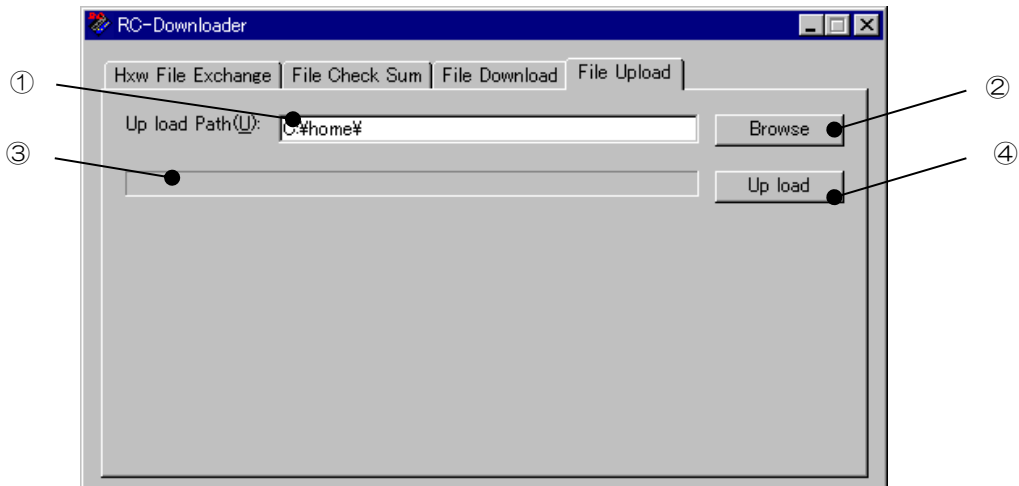 RC-Downloader
Hxw File Exchange File Check Sum File Download File Upload
① ②
Up load Path(U): C:¥home¥ Browse
③ ④
Up load